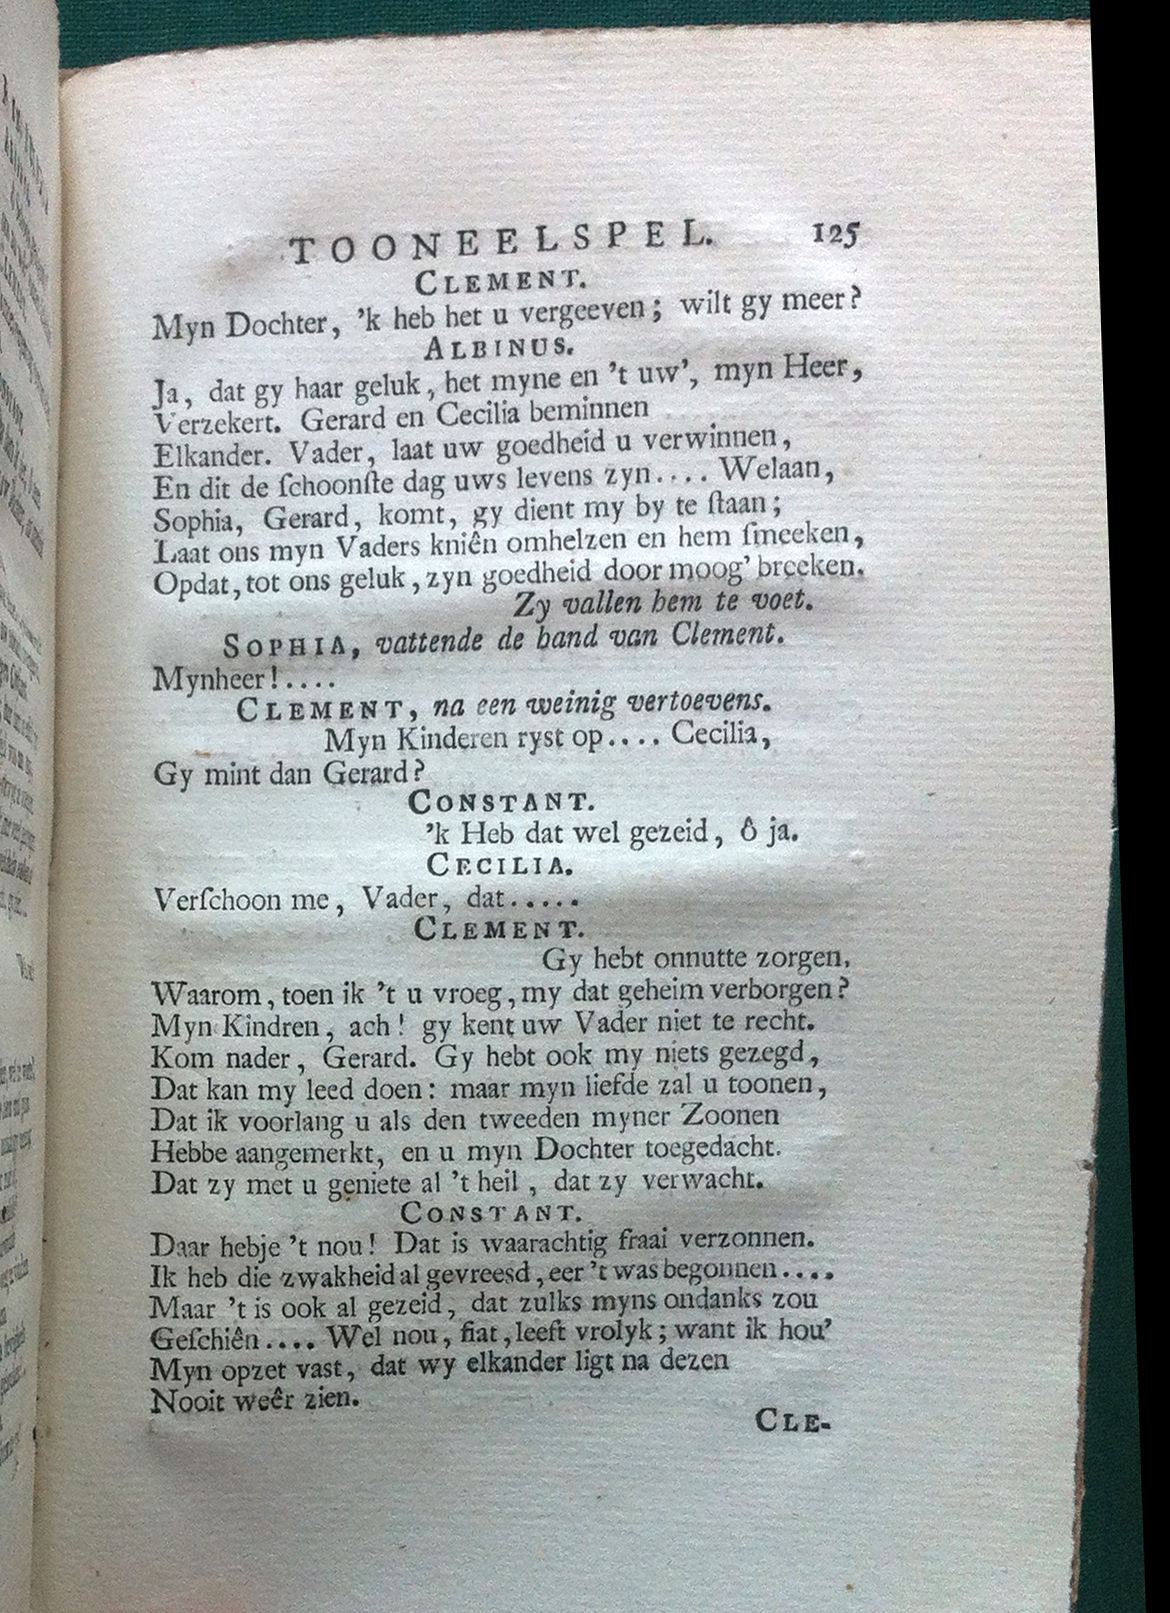 TOONEELSPEL. 125
CLEMENT.
Myn Dochter, 'k heb het u vergeeven; wilt gy meer?
ALBINUS.
Ja, dat gy haar geluk, het myne en 't uw', myn Heer,
Verzekert. Gerard en Cecilia beminnen
Elkander. Vader, laat uw goedheid u verwinnen,
En dit de ſchoonſte dag uws levens zyn.... Welaan,
Sophia, Gerard, komt, gy dient my by te ſtaan;
Laat ons myn Vaders kniên omhelzen en hem ſmeeken,
Opdat, tot ons geluk, zyn goedheid door moog' breeken.
Zy vallen hem te voet.
SOPHIA, vattende de hand van Clement.
Mynheer!....
CLEMENT, na een weinig vertoevens.
Myn Kinderen ryst op.... Cecilia,
Gy mint dan Gerard?
CONSTANT.
'k Heb dat wel gezeid, ô ja.
CECILIA.
Verſchoon me, Vader, dat.....
CLEMENT.
Gy hebt onnutte zorgen,
Waarom, toen ik 't u vroeg, my dat geheim verborgen?
Myn Kindren, ach! gy kent uw Vader niet te recht.
Kom nader, Gerard. Gy hebt ook my niets gezegd,
Dat kan my leed doen: maar myn liefde zal u toonen,
Dat ik voorlang u als den tweeden myner Zoonen
Hebbe aangemerkt, en u myn Dochter toegedacht.
Dat zy met u geniete al 't heil, dat zy verwacht.
CONSTANT.
Daar hebje 't nou! Dat is waarachtig fraai verzonnen.
Ik heb die zwakheid al gevreesd, eer 't was begonnen....
Maar 't is ook al gezeid, dat zulks myns ondanks zou
Geſchiên.... Wel nou, fiat, leeft vrolyk; want ik hou'
Myn opzet vast, dat wy elkander ligt na dezen
Nooit weêr zien.
CLE-